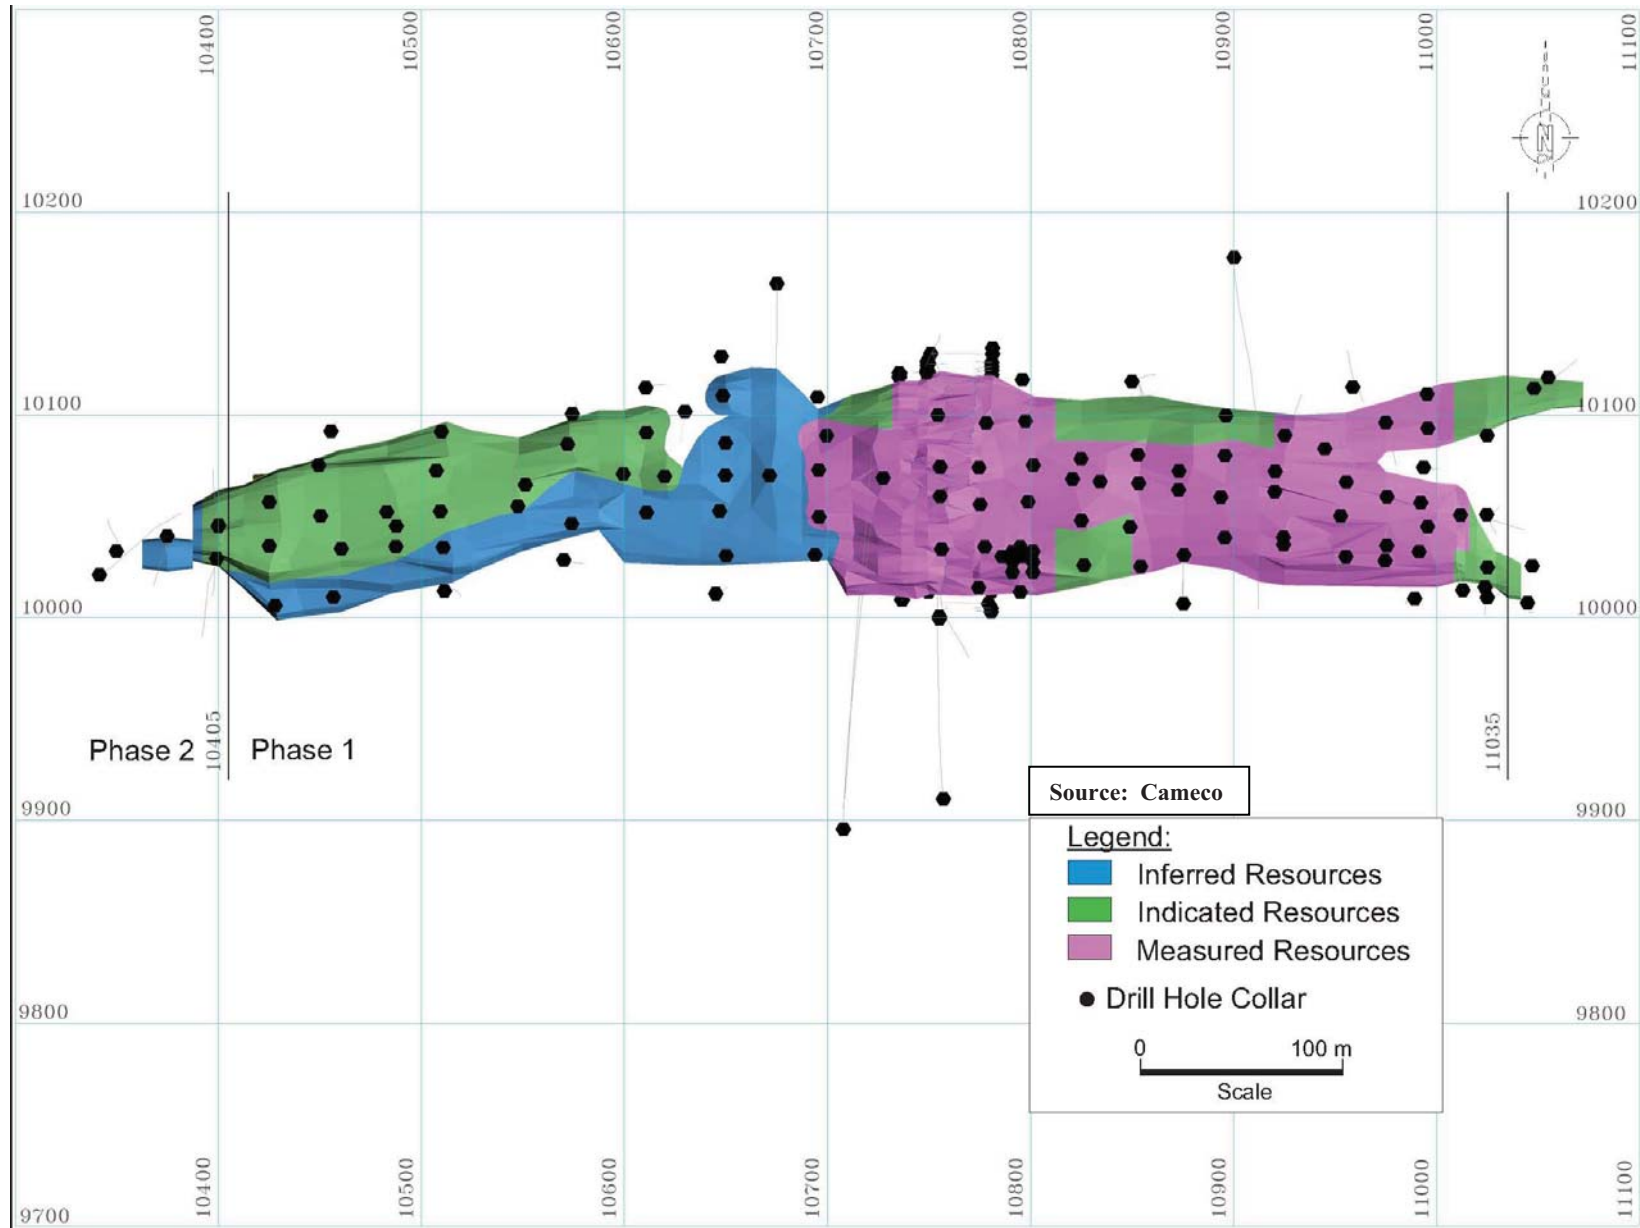 10400 10500 10600 10700 10800 10900 11000 11100
N
10200 10200
10100 10100
10000 10000
Phase 2 10405 Phase 1 11035
9900 9900
Source: Cameco
Legend:
Inferred Resources
Indicated Resources
Measured Resources
Drill Hole Collar
0 100 m
Scale
9800 9800
10400 10500 10600 10700 10800 10900 11000 11100
9700